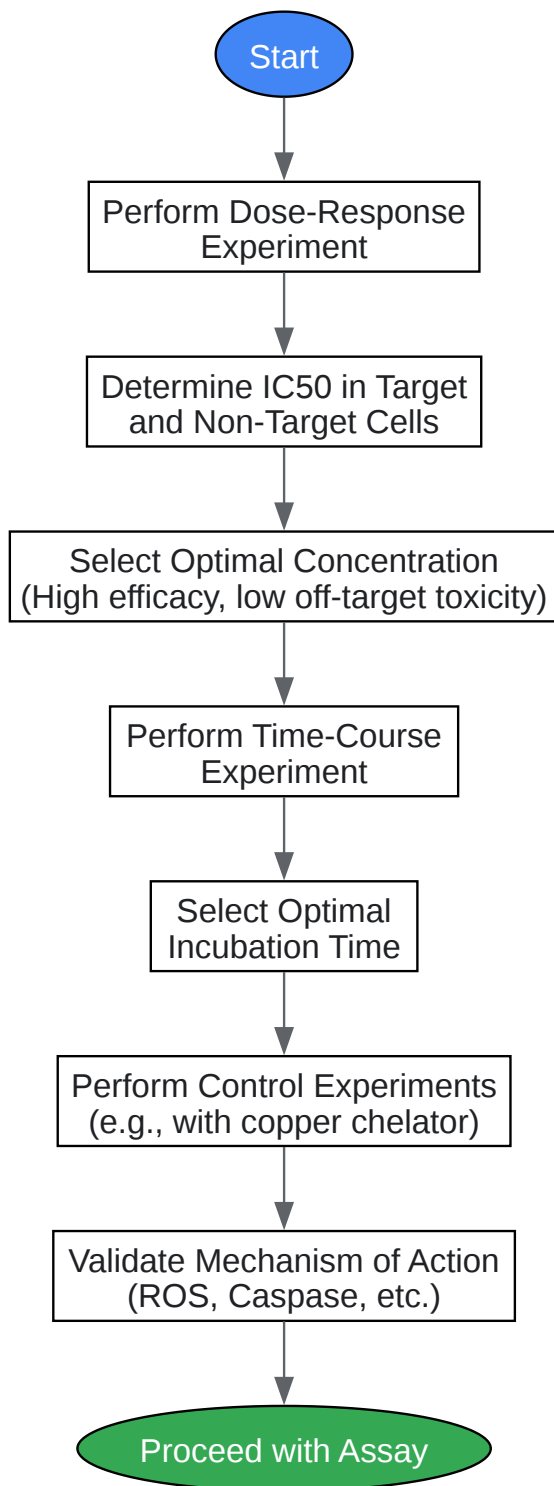 Start
Perform Dose-Response
Experiment
Determine IC50 in Target
and Non-Target Cells
Select Optimal Concentration
(High efficacy, low off-target toxicity)
Perform Time-Course
Experiment
Select Optimal
Incubation Time
Perform Control Experiments
(e.g., with copper chelator)
Validate Mechanism of Action
(ROS, Caspase, etc.)
Proceed with Assay